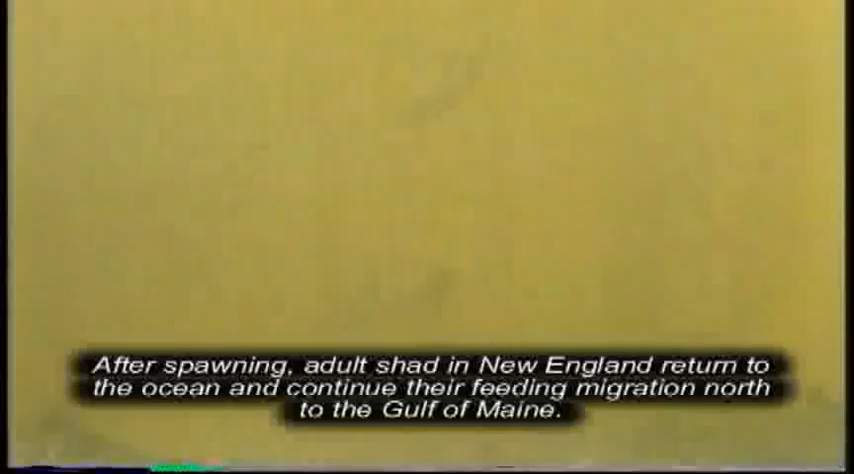 After spawning, adult shad in New England return to
the ocean and continue their feeding migration north
to the Gulf of Maine.